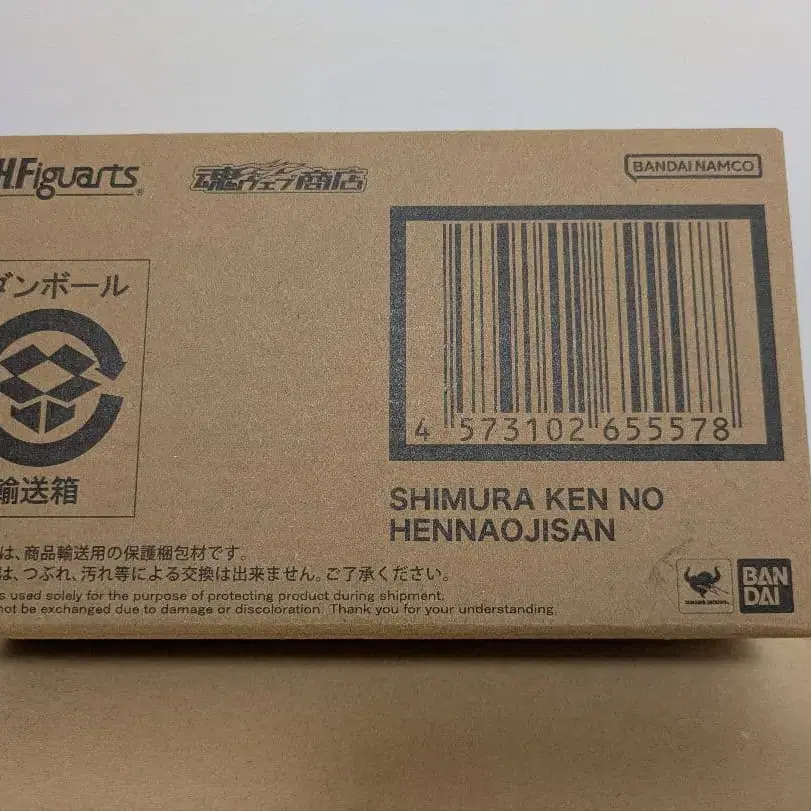 H.Figuarts®
魂ウェブ商店
BANDAI NAMCO
ダンボール
輸送箱
4 573102 655578
SHIMURA KEN NO
HENNAOJISAN
は、商品輸送用の保護梱包材です。
は、つぶれ、汚れ等による交換は出来ません。ご了承ください。
s used solely for the purpose of protecting product during shipment.
not be exchanged due to damage or discoloration. Thank you for your understanding.
BAN
DAI